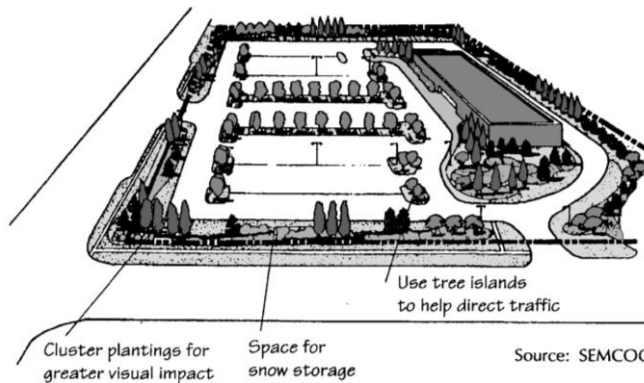 Use tree islands
to help direct traffic
Cluster plantings for
greater visual impact
Space for
snow storage
Source: SEMCOG